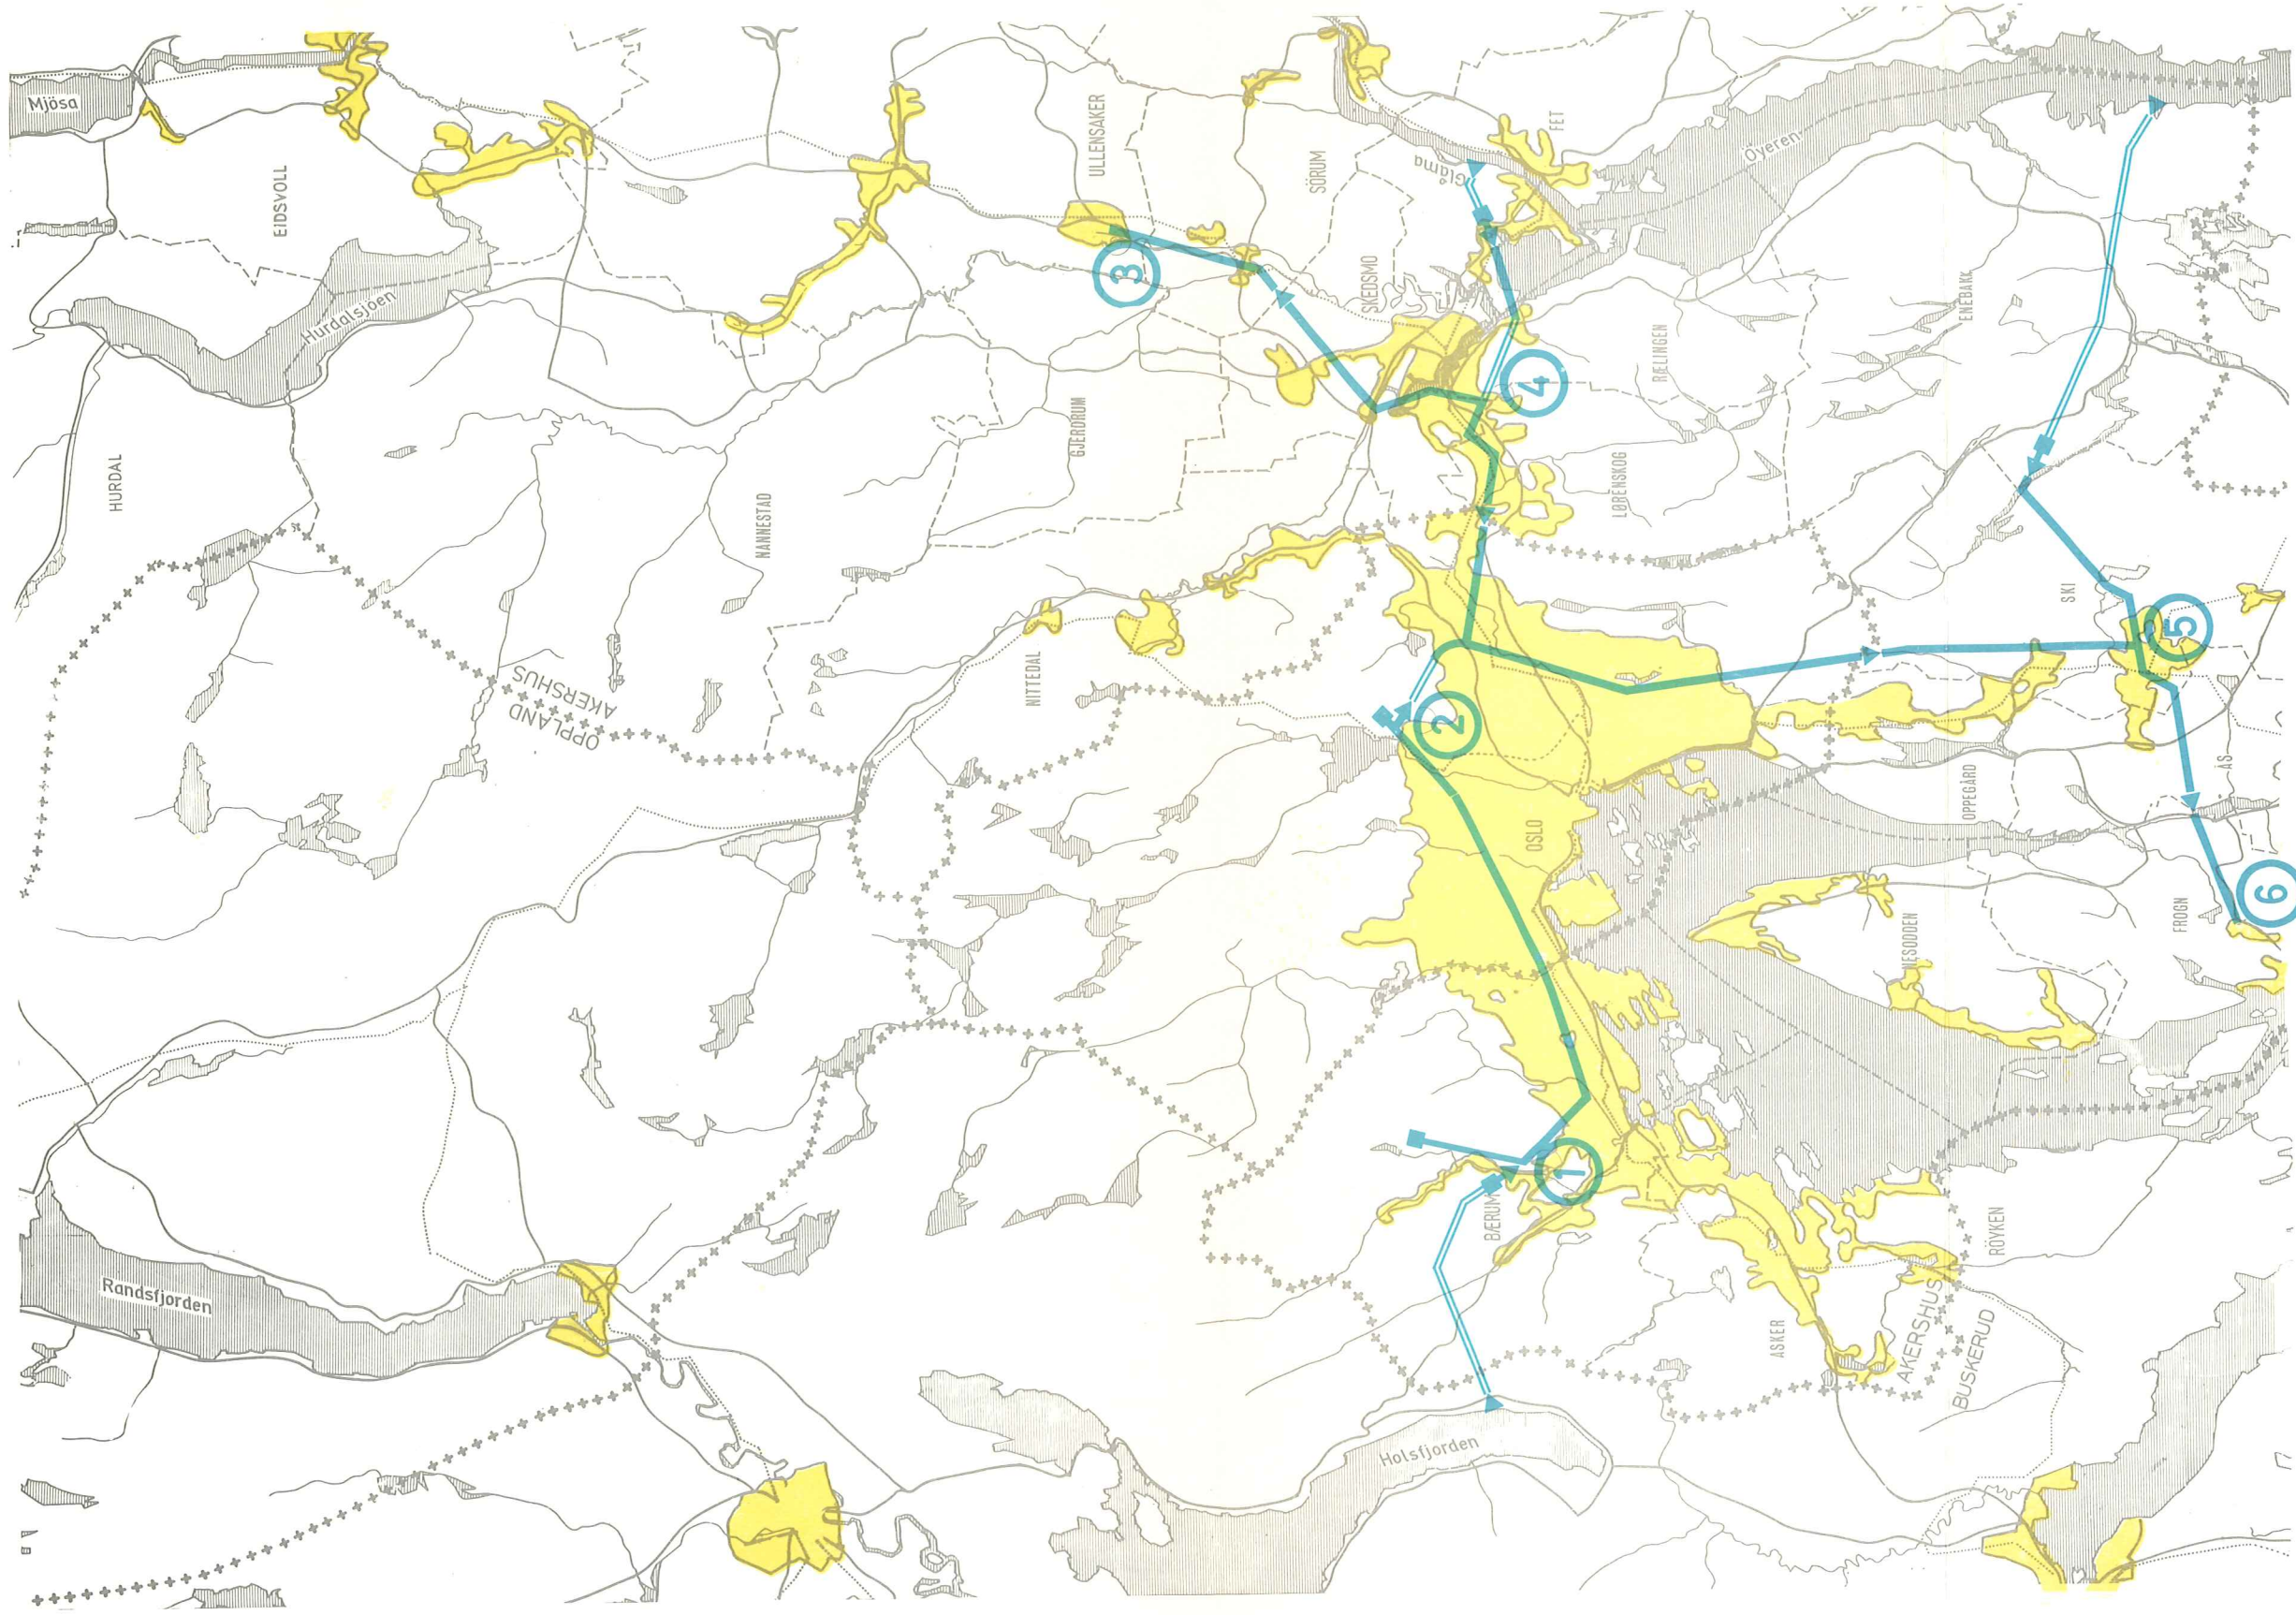 Mjösa
EIDSVOLL
Hurdalsjöen
HURDAL
ULLENSAKER
SÖRUM
FET
Glåma
Öyeren
3
SKEDSMO
4
RÆLINGEN
ENEBAKK
GJERDRUM
NANNESTAD
LØRENSKOG
SKI
5
NITTEDAL
OPPLAND
AKERSHUS
2
OSLO
OPPEGÅRD
ÅS
6
FROGN
NESODDEN
1
BÆRUM
RÖYKEN
Randsfjorden
ASKER
AKERSHUS
BUSKERUD
Holsfjorden